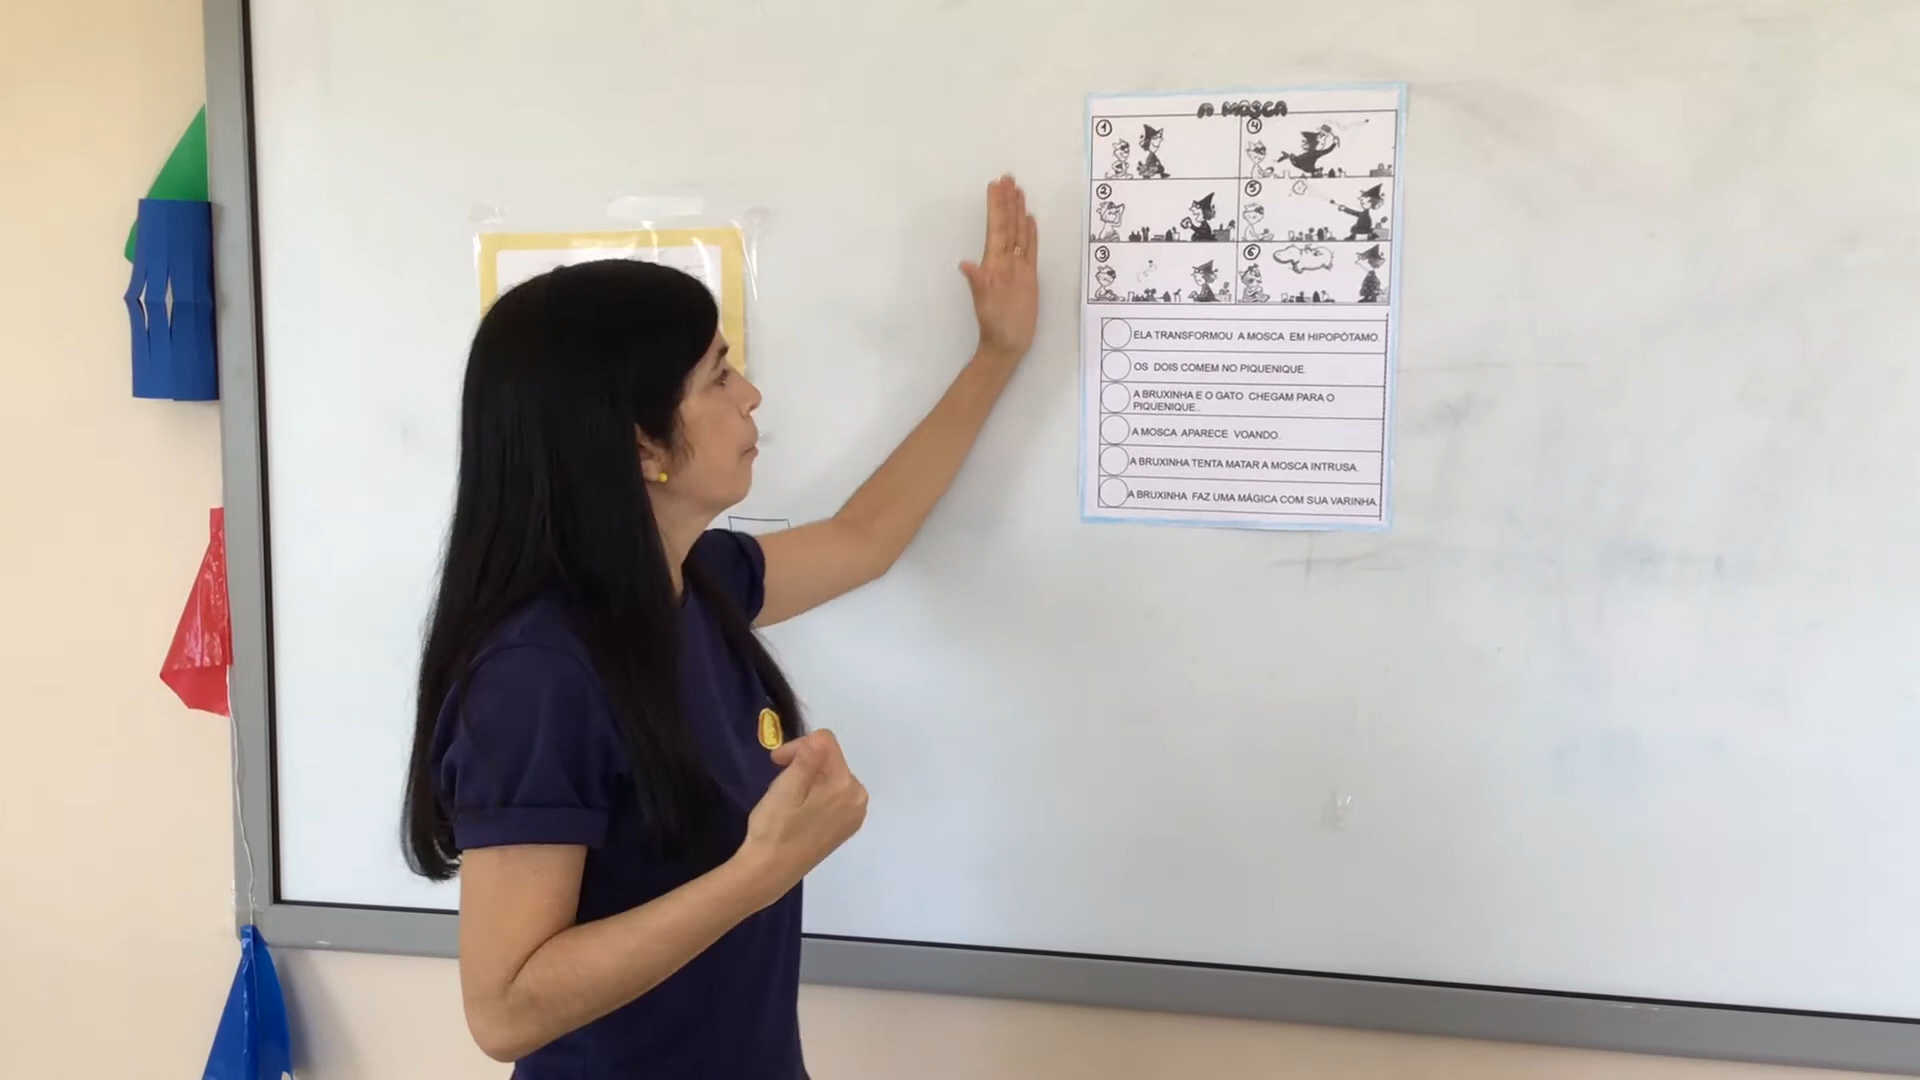 A MOSCA
1
4
2
5
3
6
ELA TRANSFORMOU A MOSCA EM HIPOPÓTAMO.
OS DOIS COMEM NO PIQUENIQUE.
A BRUXINHA E O GATO CHEGAM PARA O
PIQUENIQUE..
A MOSCA APARECE VOANDO..
A BRUXINHA TENTA MATAR A MOSCA INTRUSA.
A BRUXINHA FAZ UMA MÁGICA COM SUA VARINHA.